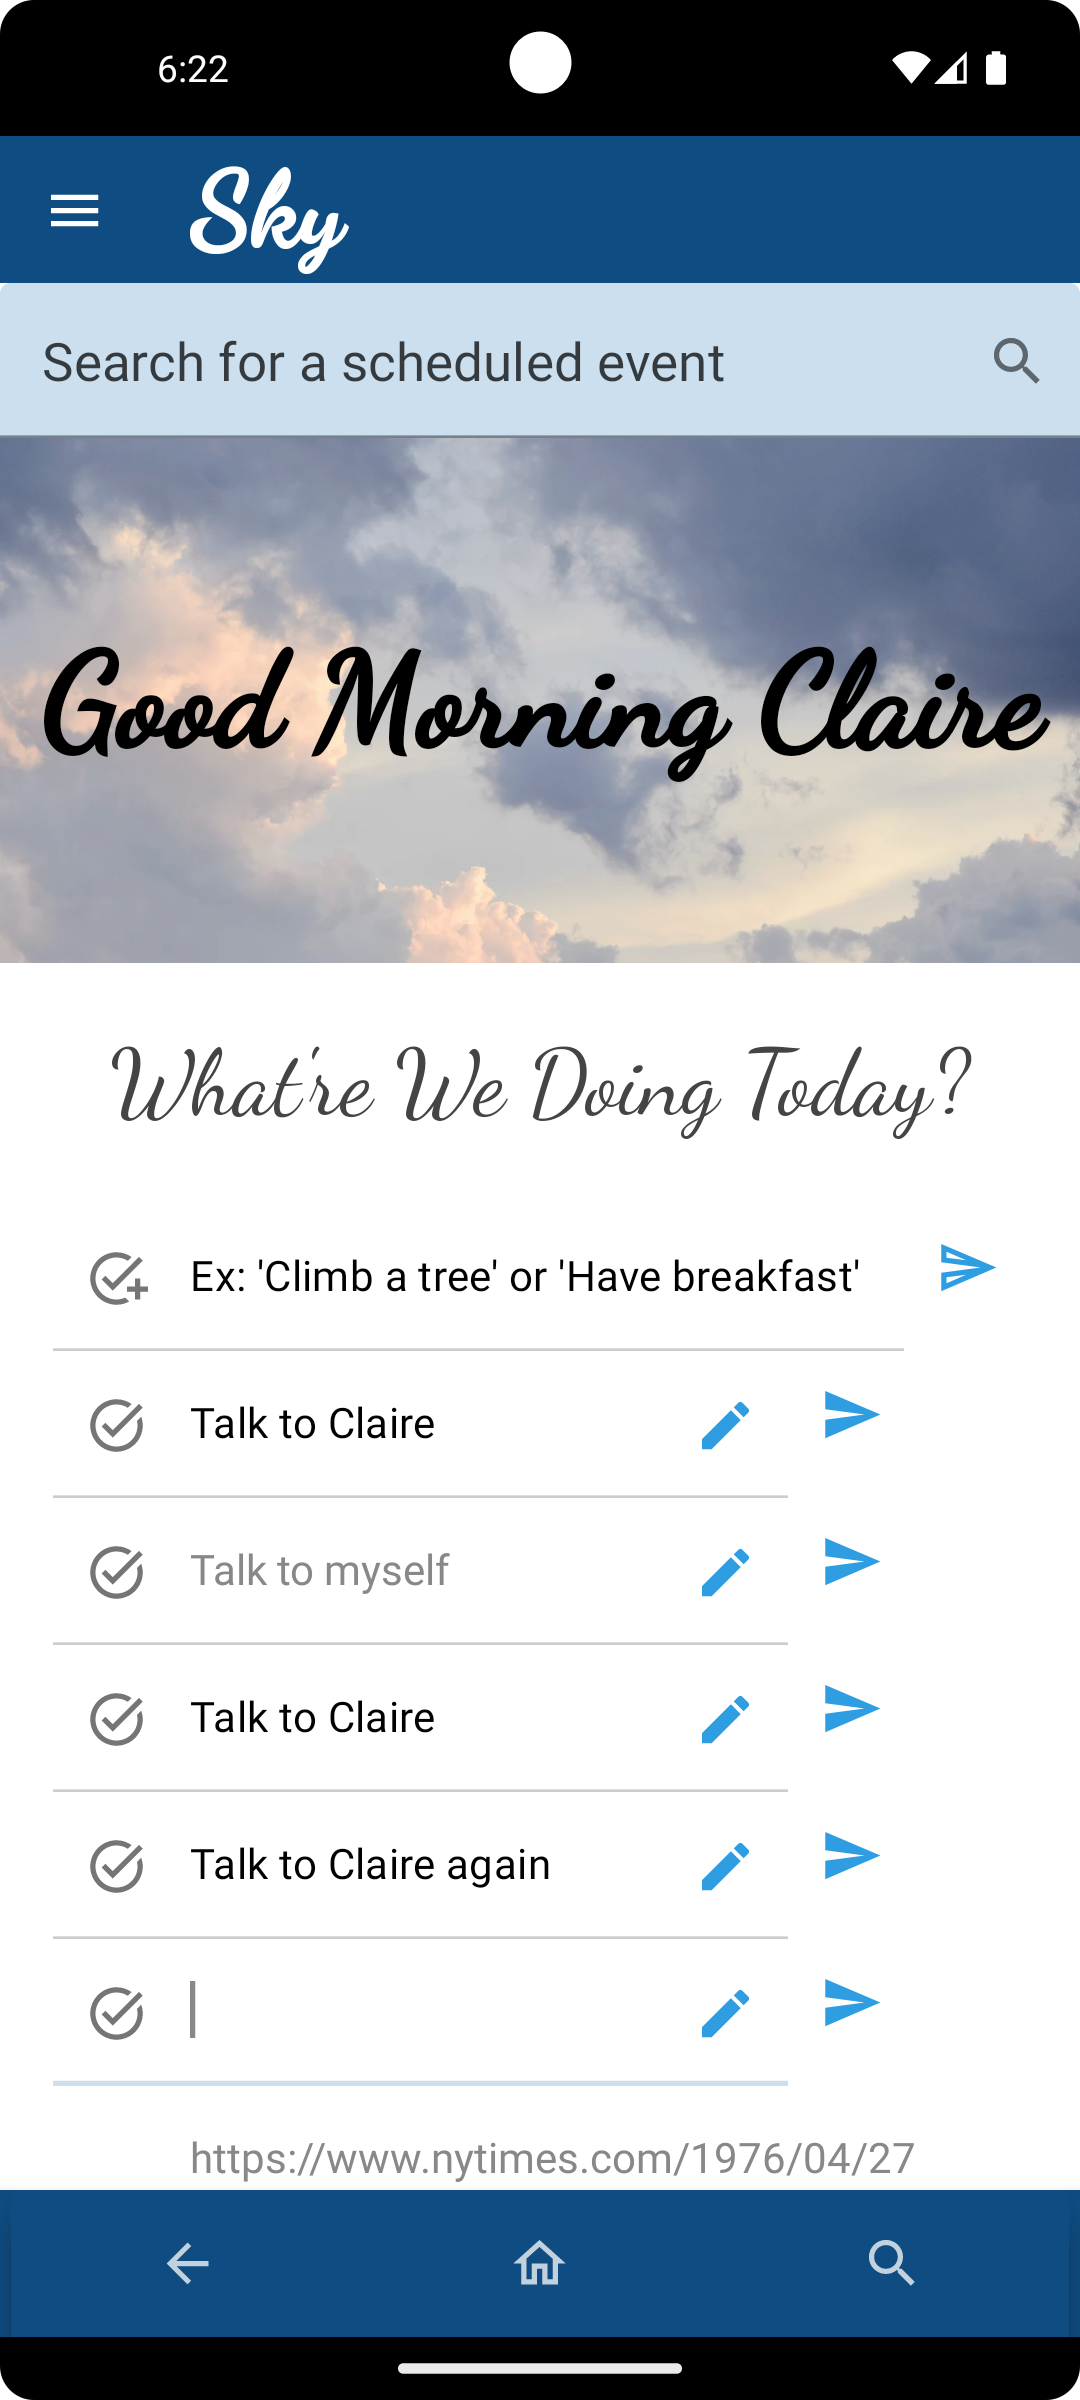 6:22
Sky
Search for a scheduled event
Good Morning Claire
What're We Doing Today?
Ex: 'Climb a tree' or 'Have breakfast'
Talk to Claire
Talk to myself
Talk to Claire
Talk to Claire again
https://www.nytimes.com/1976/04/27